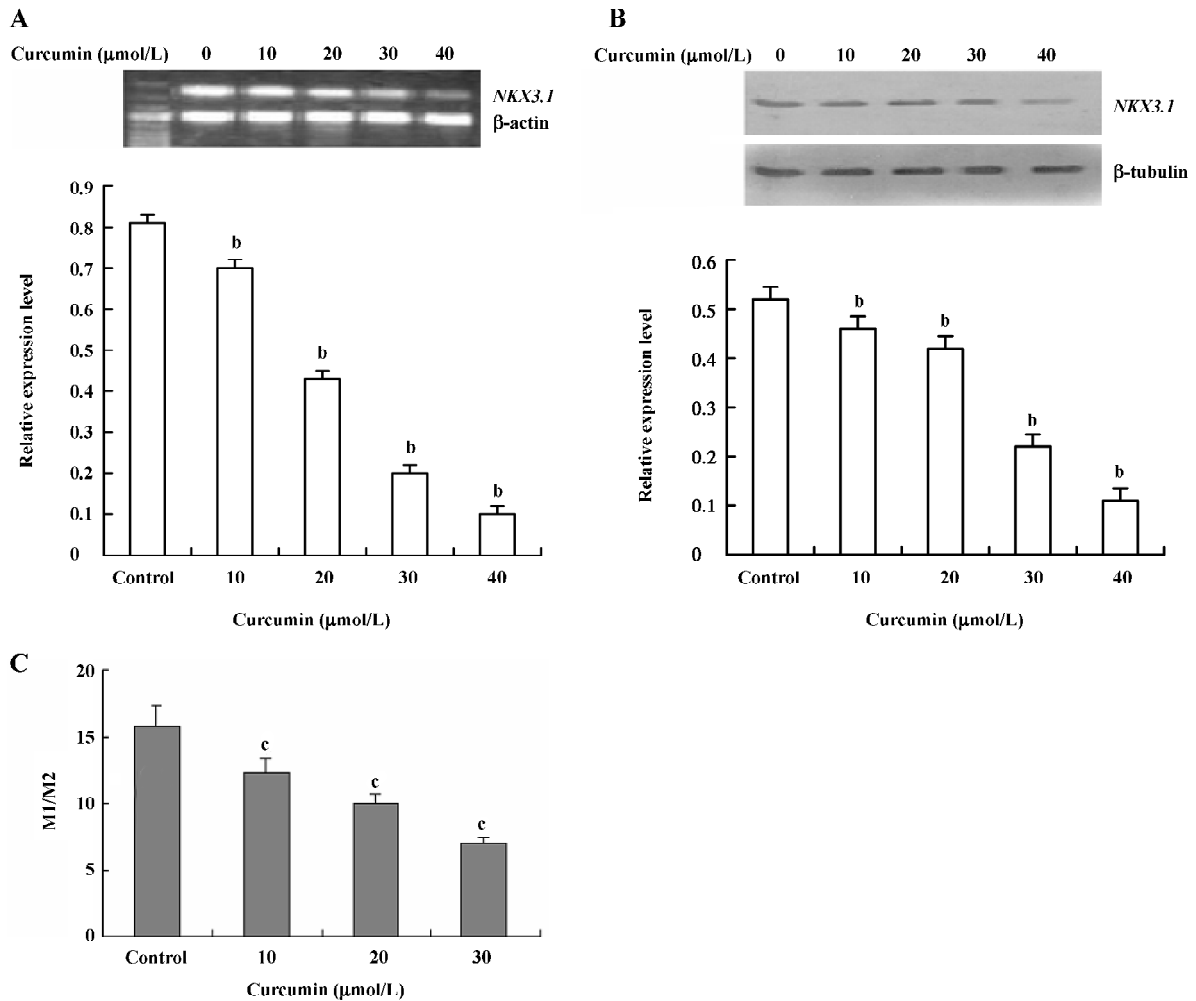 A
Curcumin (μmol/L) 0 10 20 30 40
NKX3.1
β-actin
0.9
0.8
0.7
0.6
0.5
0.4
0.3
0.2
0.1
0
Relative expression level
b
b
b
b
Control 10 20 30 40
Curcumin (μmol/L)
B
Curcumin (μmol/L) 0 10 20 30 40
NKX3.1
β-tubulin
0.6
0.5
0.4
0.3
0.2
0.1
0
Relative expression level
b
b
b
b
Control 10 20 30 40
Curcumin (μmol/L)
C
20
15
10
5
0
M1/M2
c
c
c
Control 10 20 30
Curcumin (μmol/L)